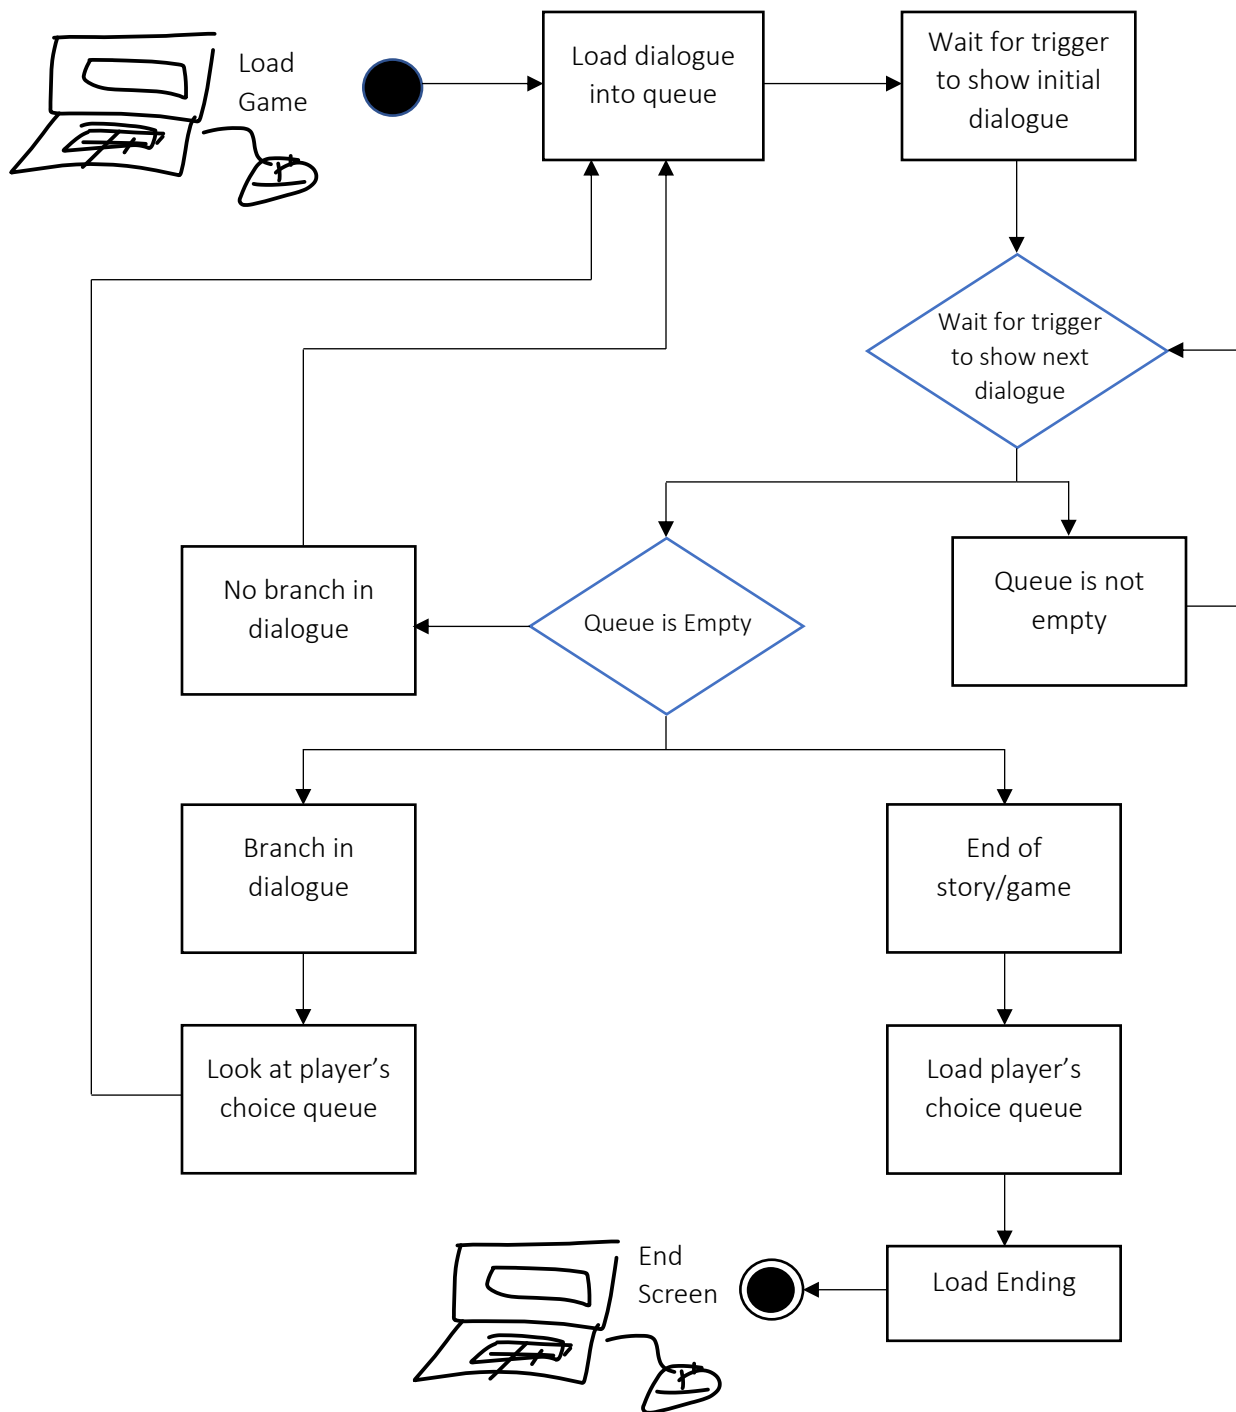 Load
Game
Load dialogue
into queue
Wait for trigger
to show initial
dialogue
Wait for trigger
to show next
dialogue
No branch in
dialogue
Queue is Empty
Queue is not
empty
Branch in
dialogue
End of
story/game
Look at player’s
choice queue
Load player’s
choice queue
End
Screen
Load Ending